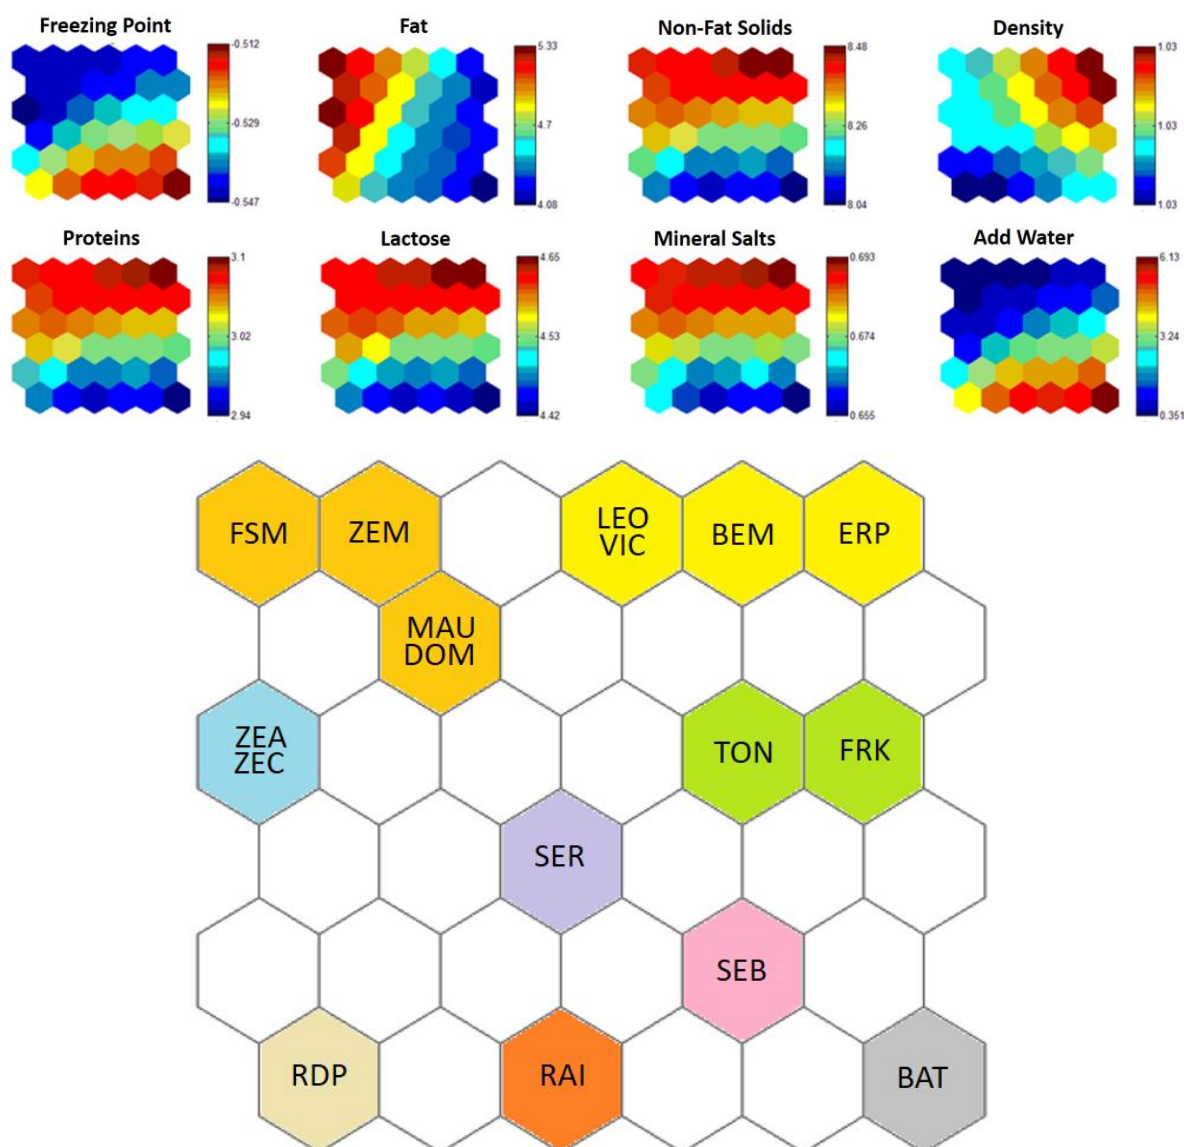 Freezing Point
Fat
Non-Fat Solids
Density
-0.512
-0.529
-0.547
5.33
4.7
4.08
8.48
8.26
8.04
1.03
1.03
1.03
Proteins
Lactose
Mineral Salts
Add Water
3.1
3.02
2.94
4.65
4.53
4.42
0.693
0.674
0.655
6.13
3.24
0.351
FSM
ZEM
LEO
VIC
BEM
ERP
MAU
DOM
ZEA
ZEC
TON
FRK
SER
SEB
RDP
RAI
BAT